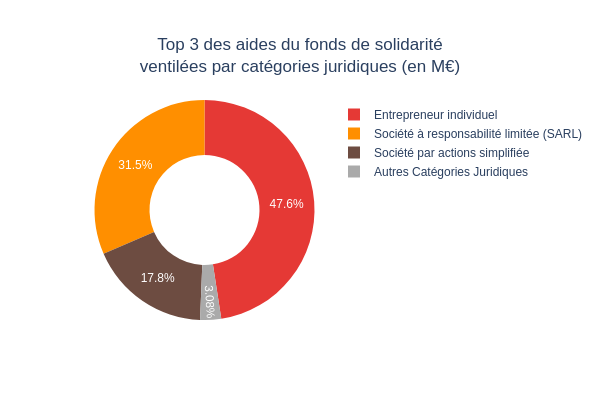 Top 3 des aides du fonds de solidarité
ventilées par catégories juridiques (en M€)
Entrepreneur individuel
Société à responsabilité limitée (SARL)
Société par actions simplifiée
Autres Catégories Juridiques
31.5%
47.6%
17.8%
3.08%